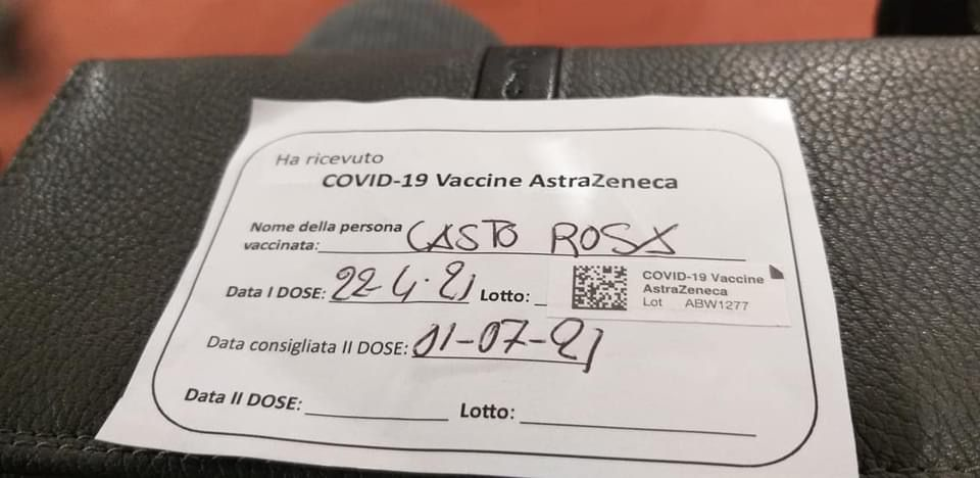 Ha ricevuto
COVID-19 Vaccine AstraZeneca
Nome della persona
vaccinata: CASTO ROSA
Data I DOSE: 22 4·21 Lotto:
COVID-19 Vaccine
AstraZeneca
Lot ABW1277
Data consigliata II DOSE: 01-07-21
Data II DOSE: Lotto: